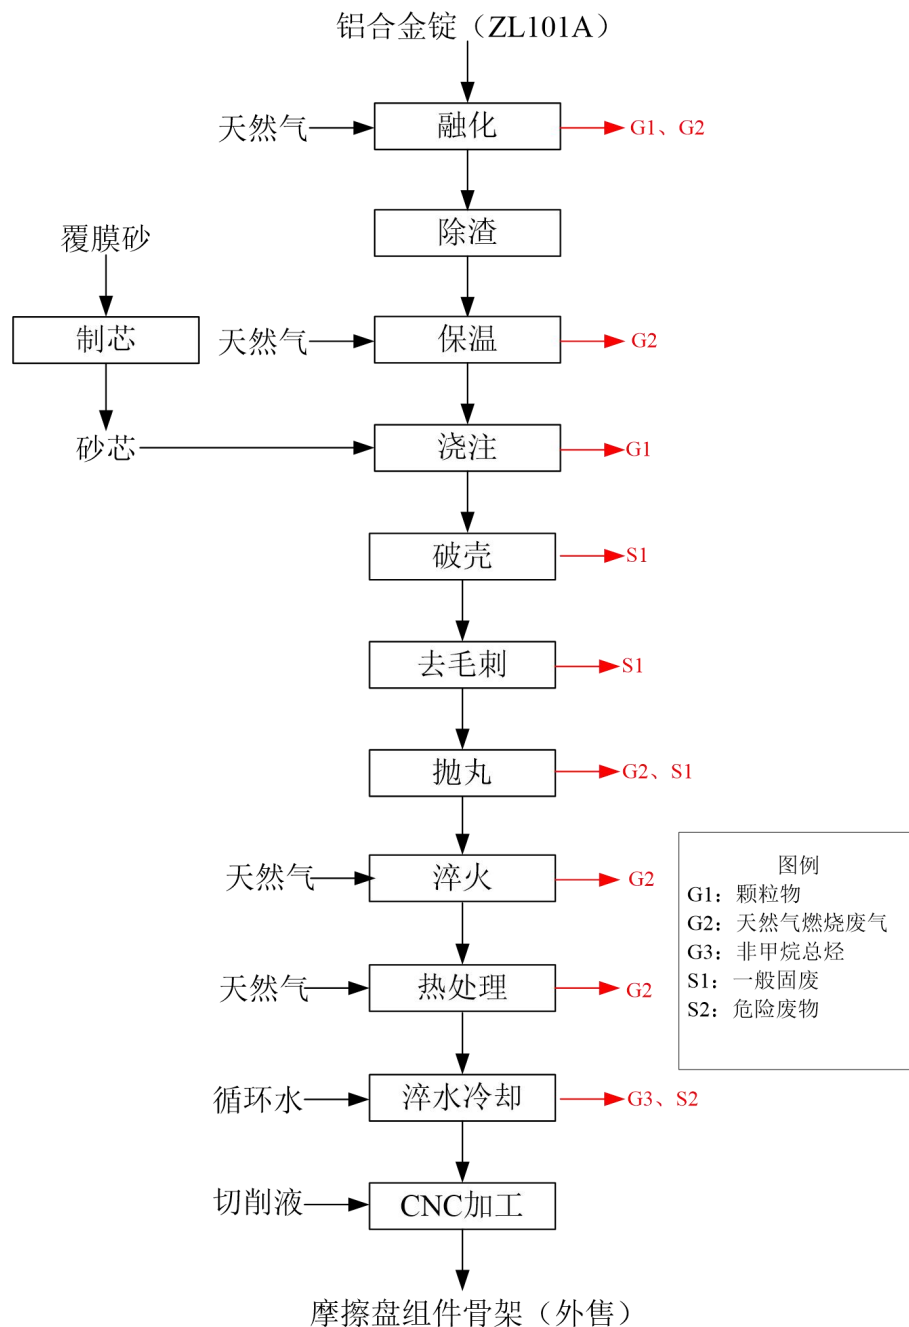 铝合金锭（ZL101A）
天然气
融化
G1、G2
除渣
覆膜砂
制芯
天然气
保温
G2
砂芯
浇注
G1
破壳
S1
去毛刺
S1
抛丸
G2、S1
天然气
淬火
G2
天然气
热处理
G2
循环水
淬水冷却
G3、S2
切削液
CNC加工
摩擦盘组件骨架（外售）
图例
G1：颗粒物
G2：天然气燃烧废气
G3：非甲烷总烃
S1：一般固废
S2：危险废物